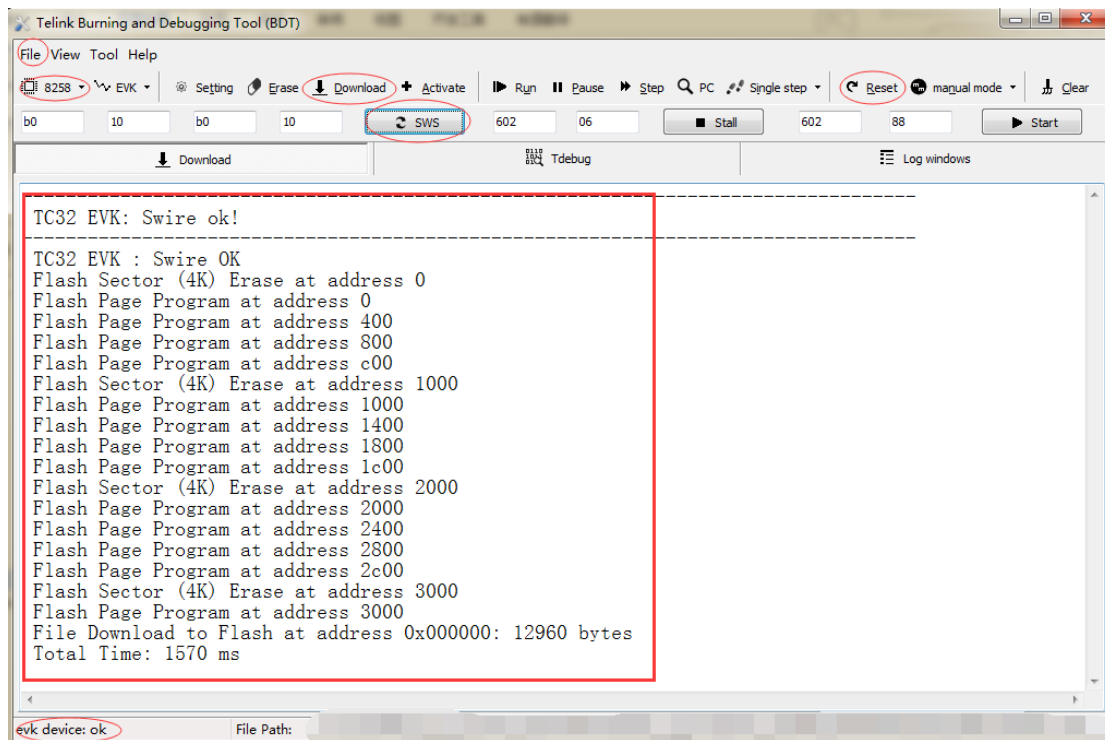 Telink Burning and Debugging Tool (BDT)
File View Tool Help
8258 EVK Setting Erase Download Activate Run Pause Step PC Single step Reset manual mode Clear
b0 10 b0 10 SWS 602 06 Stall 602 88 Start
Download Tdebug Log windows
TC32 EVK: Swire ok!
TC32 EVK : Swire OK
Flash Sector (4K) Erase at address 0
Flash Page Program at address 0
Flash Page Program at address 400
Flash Page Program at address 800
Flash Page Program at address c00
Flash Sector (4K) Erase at address 1000
Flash Page Program at address 1000
Flash Page Program at address 1400
Flash Page Program at address 1800
Flash Page Program at address 1c00
Flash Sector (4K) Erase at address 2000
Flash Page Program at address 2000
Flash Page Program at address 2400
Flash Page Program at address 2800
Flash Page Program at address 2c00
Flash Sector (4K) Erase at address 3000
Flash Page Program at address 3000
File Download to Flash at address 0x000000: 12960 bytes
Total Time: 1570 ms
evk device: ok File Path: